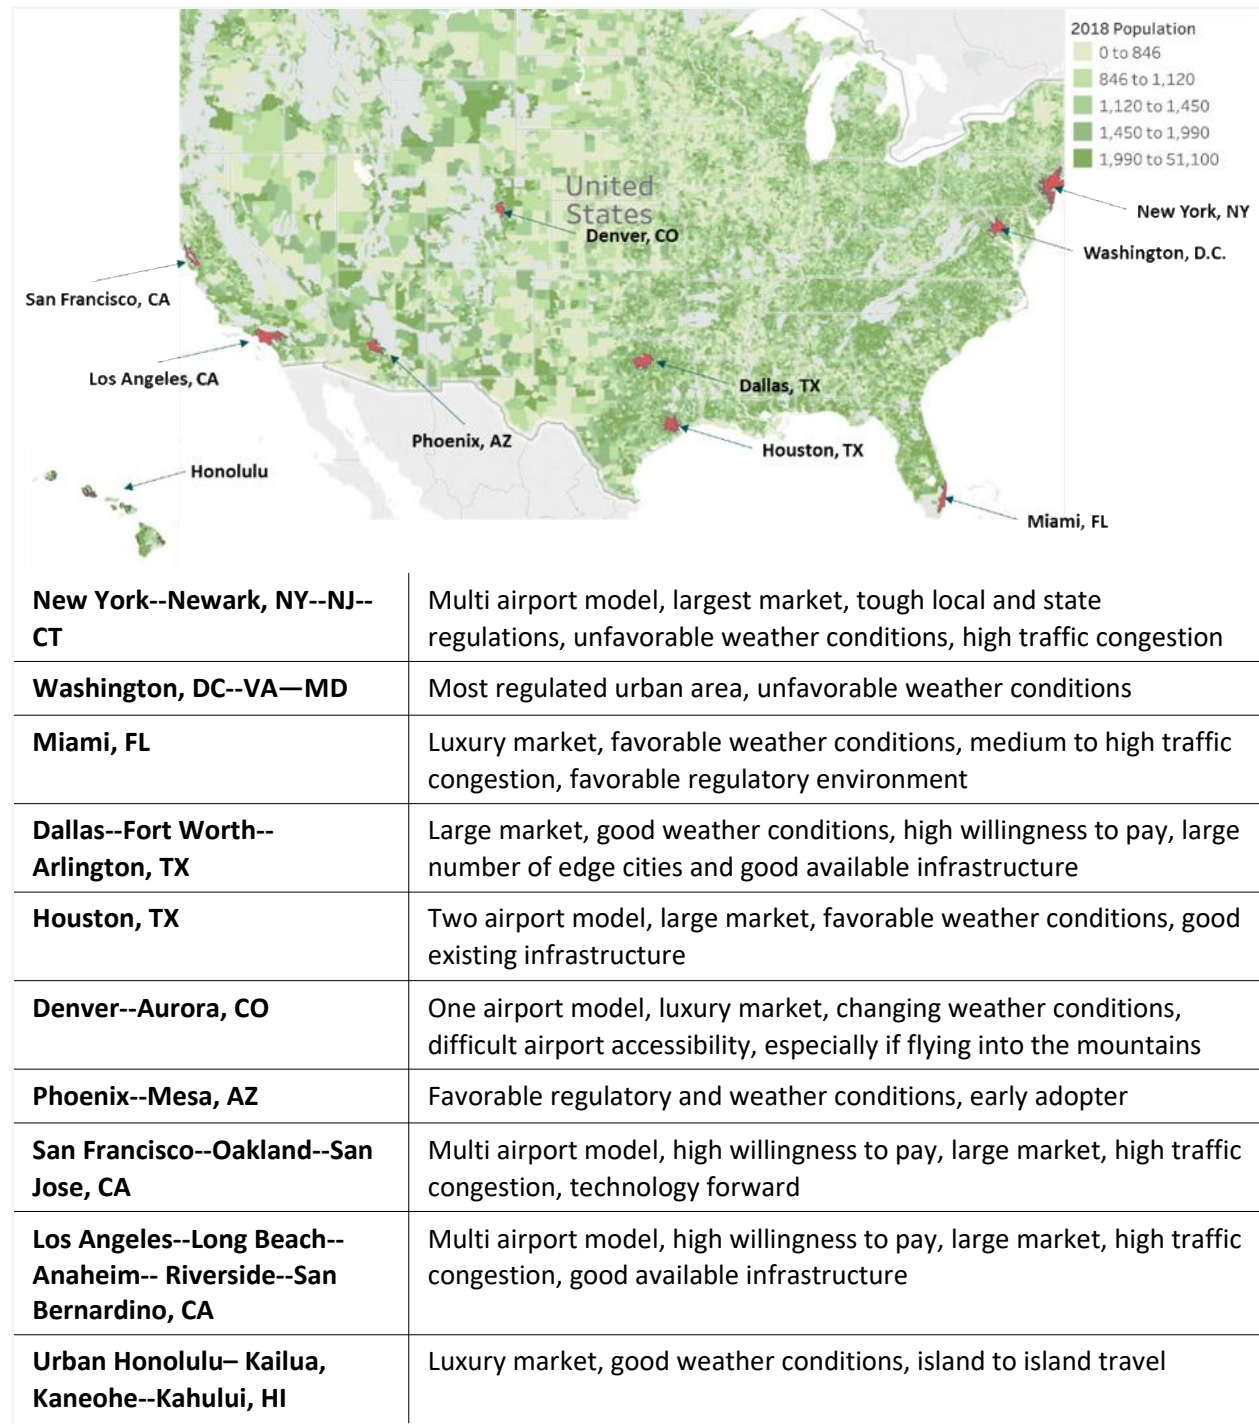 2018 Population
0 to 846
846 to 1,120
1,120 to 1,450
1,450 to 1,990
1,990 to 51,100
United
States
Denver, CO
New York, NY
Washington, D.C.
San Francisco, CA
Los Angeles, CA
Dallas, TX
Phoenix, AZ
Houston, TX
Honolulu
Miami, FL
New York--Newark, NY--NJ--
CT
Multi airport model, largest market, tough local and state
regulations, unfavorable weather conditions, high traffic congestion
Washington, DC--VA—MD
Most regulated urban area, unfavorable weather conditions
Miami, FL
Luxury market, favorable weather conditions, medium to high traffic
congestion, favorable regulatory environment
Dallas--Fort Worth--
Arlington, TX
Large market, good weather conditions, high willingness to pay, large
number of edge cities and good available infrastructure
Houston, TX
Two airport model, large market, favorable weather conditions, good
existing infrastructure
Denver--Aurora, CO
One airport model, luxury market, changing weather conditions,
difficult airport accessibility, especially if flying into the mountains
Phoenix--Mesa, AZ
Favorable regulatory and weather conditions, early adopter
San Francisco--Oakland--San
Jose, CA
Multi airport model, high willingness to pay, large market, high traffic
congestion, technology forward
Los Angeles--Long Beach--
Anaheim-- Riverside--San
Bernardino, CA
Multi airport model, high willingness to pay, large market, high traffic
congestion, good available infrastructure
Urban Honolulu– Kailua,
Kaneohe--Kahului, HI
Luxury market, good weather conditions, island to island travel